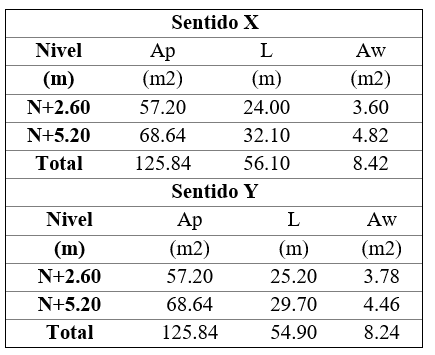 Sentido X
Nivel Ap L Aw
(m) (m2) (m) (m2)
N+2.60 57.20 24.00 3.60
N+5.20 68.64 32.10 4.82
Total 125.84 56.10 8.42
Sentido Y
Nivel Ap L Aw
(m) (m2) (m) (m2)
N+2.60 57.20 25.20 3.78
N+5.20 68.64 29.70 4.46
Total 125.84 54.90 8.24